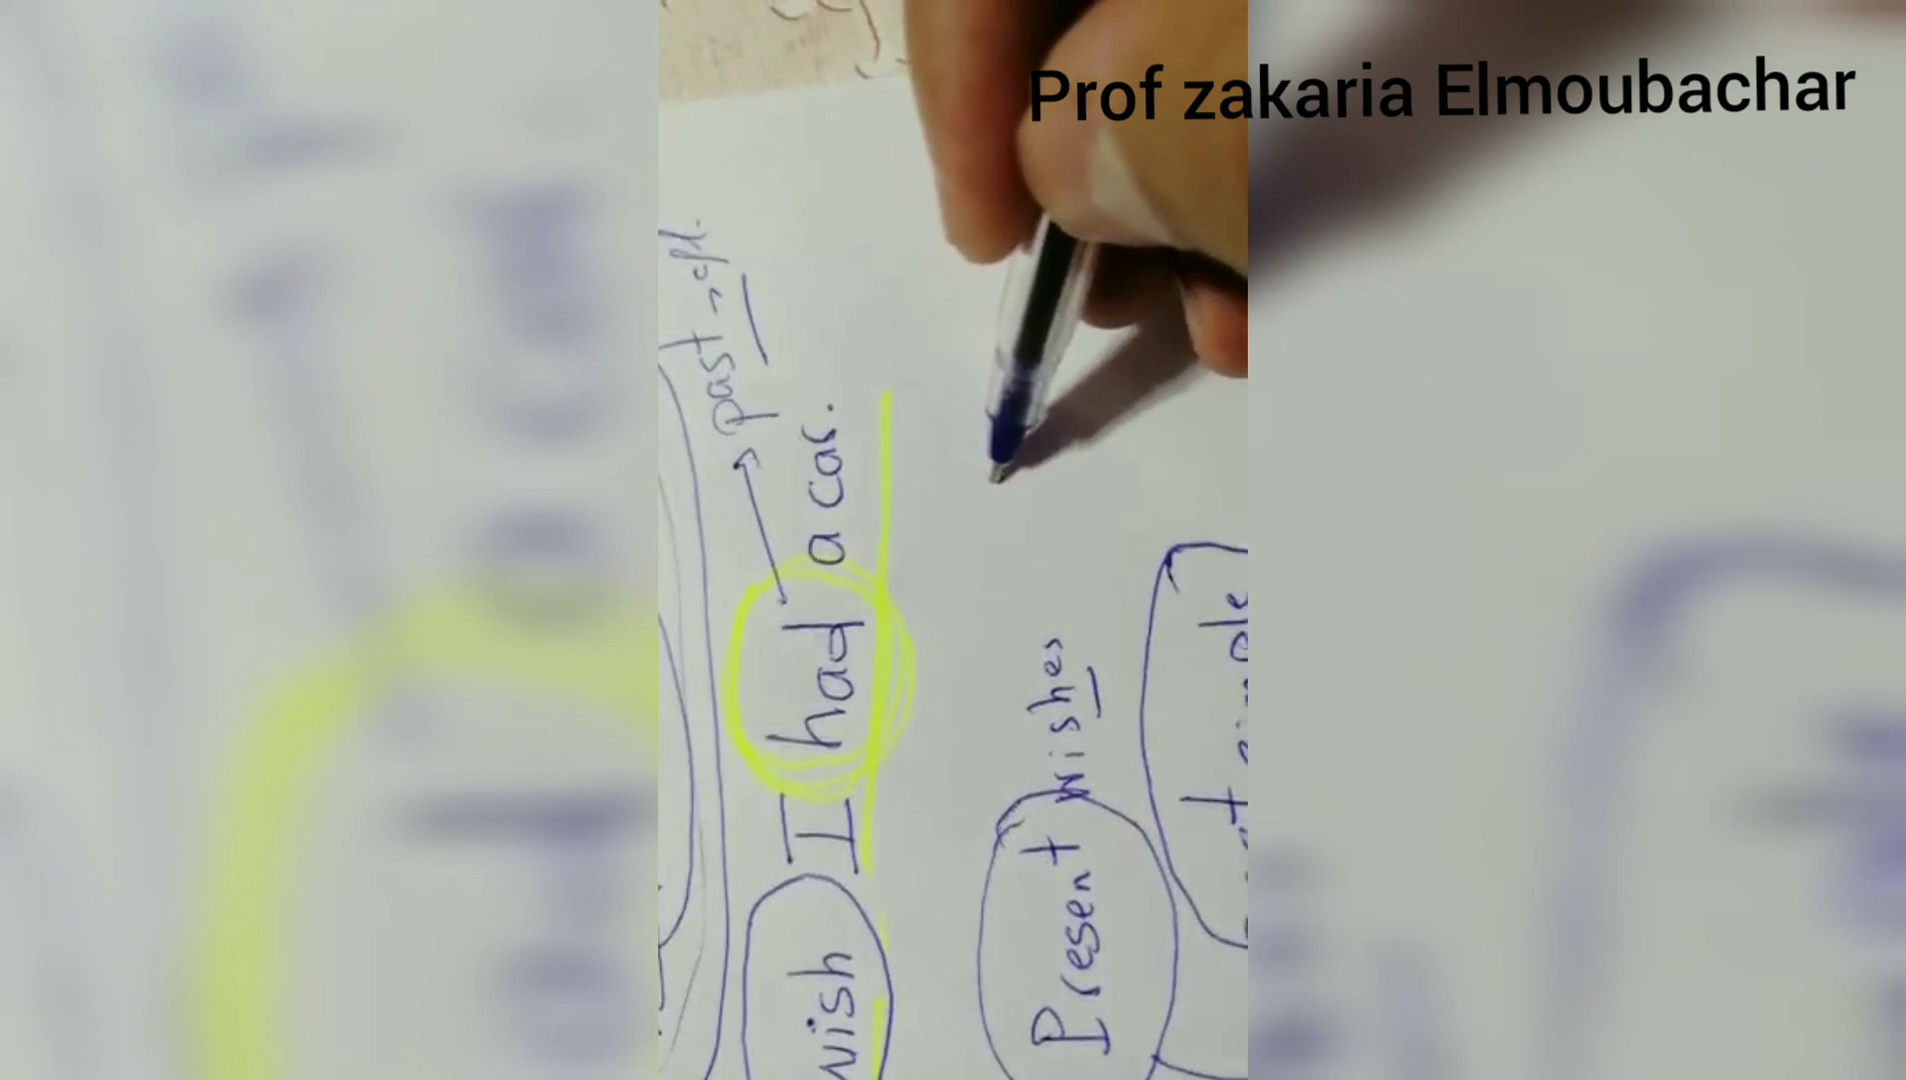 Prof zakaria Elmoubachar
past
wish I had a car.
Present wishes